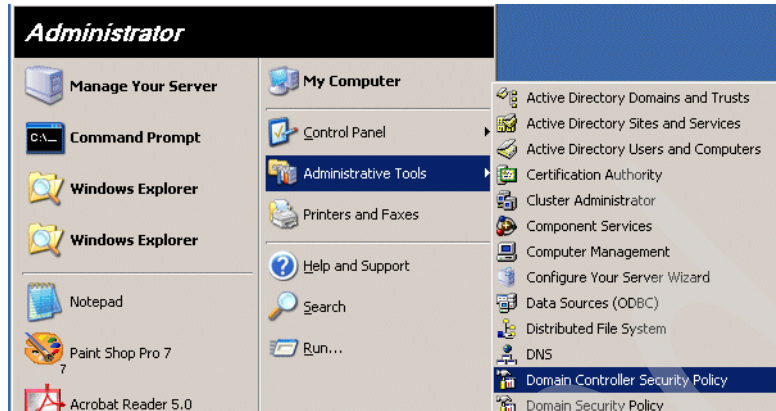 Administrator
Manage Your Server
C:\_
Command Prompt
Windows Explorer
Windows Explorer
Notepad
Paint Shop Pro 7
7
Acrobat Reader 5.0
My Computer
Control Panel
Administrative Tools
Printers and Faxes
Help and Support
Search
Run...
Active Directory Domains and Trusts
Active Directory Sites and Services
Active Directory Users and Computers
Certification Authority
Cluster Administrator
Component Services
Computer Management
Configure Your Server Wizard
Data Sources (ODBC)
Distributed File System
DNS
Domain Controller Security Policy
Domain Security Policy